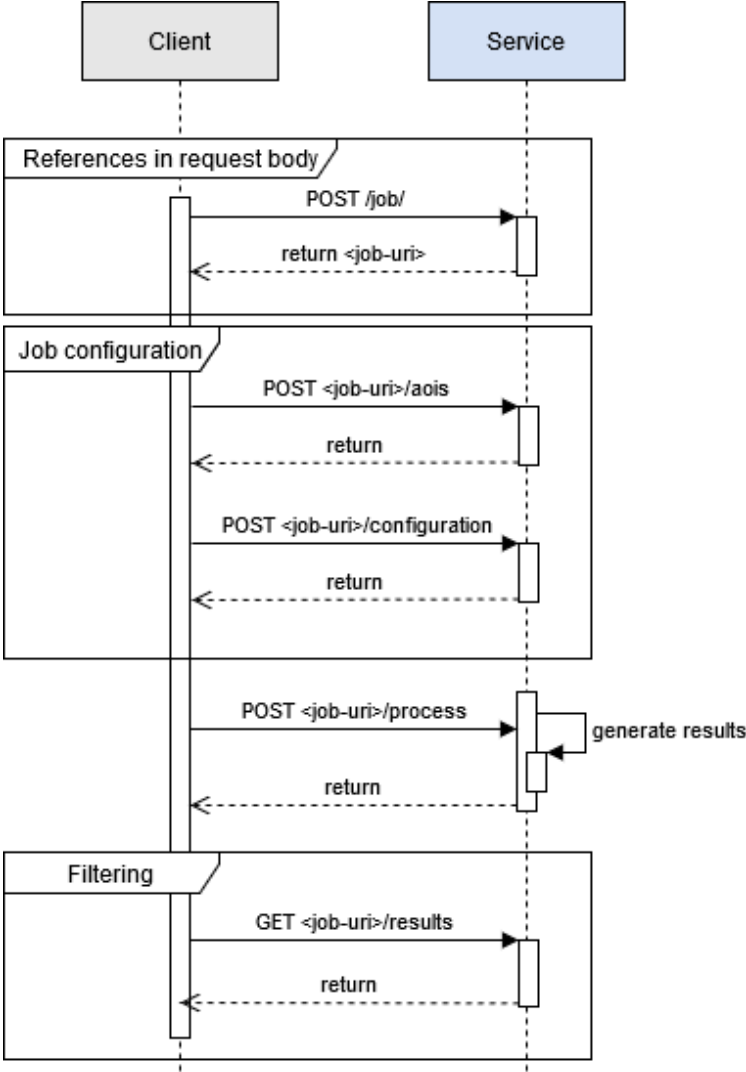 Client
Service
References in request body
POST /job/
return <job-uri>
Job configuration
POST <job-uri>/aois
return
POST <job-uri>/configuration
return
POST <job-uri>/process
generate results
return
Filtering
GET <job-uri>/results
return